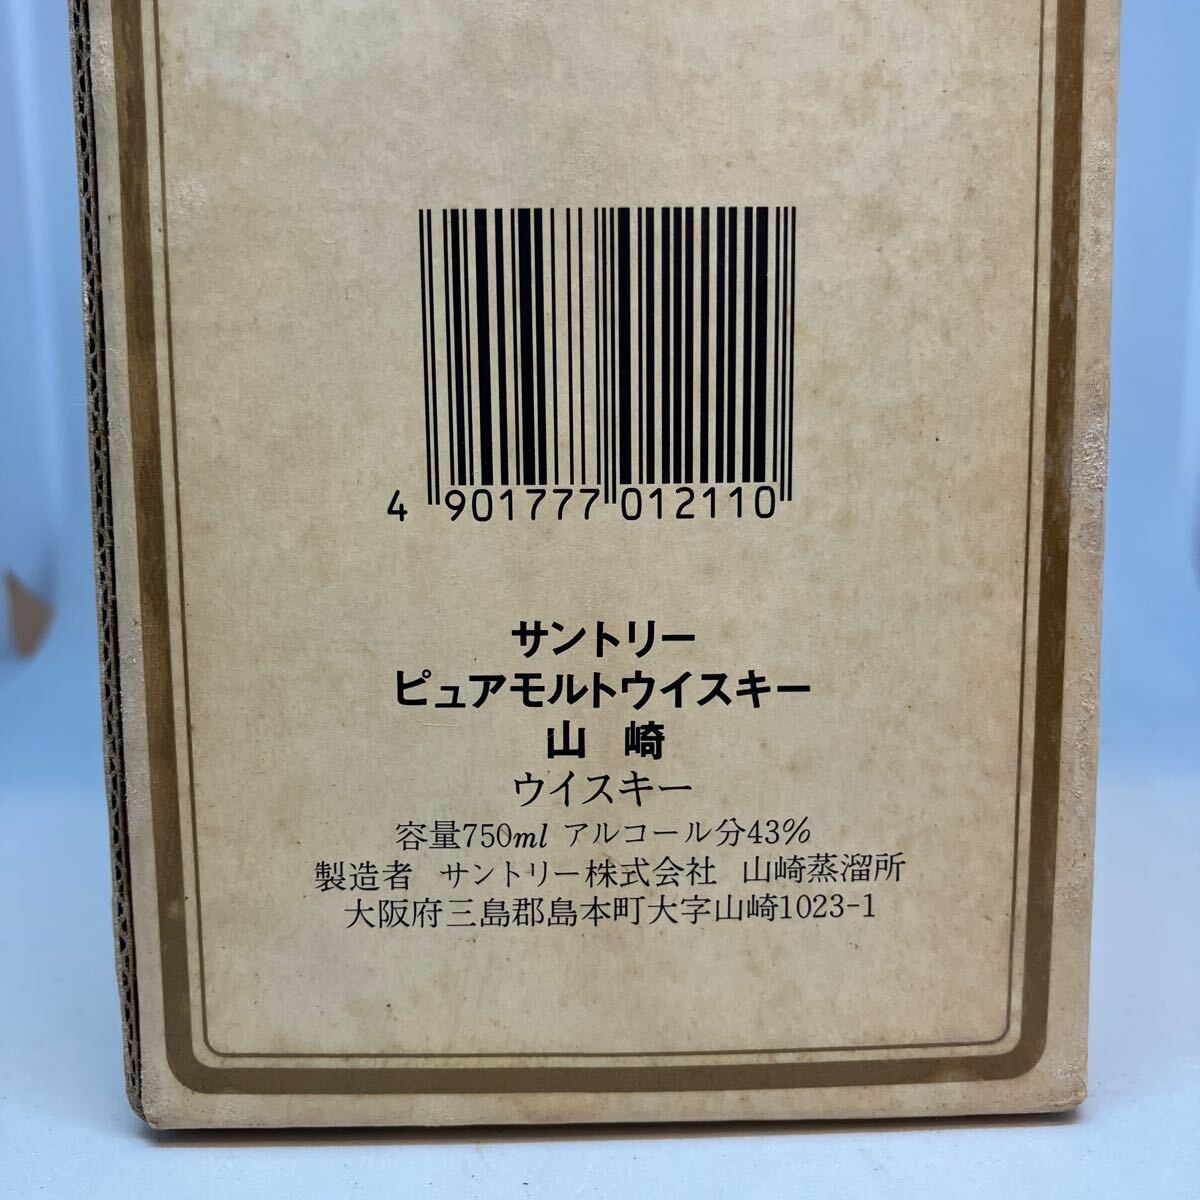 4 901777 012110
サントリー
ピュアモルトウイスキー
山崎
ウイスキー
容量750ml アルコール分43%
製造者 サントリー株式会社 山崎蒸溜所
大阪府三島郡島本町大字山崎1023-1